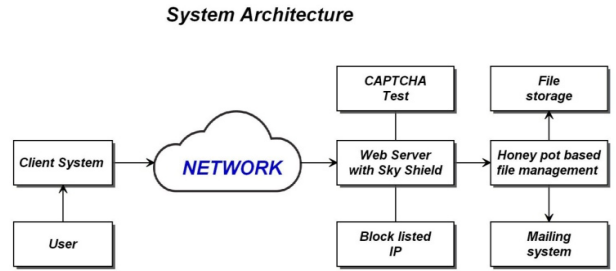 System Architecture
CAPTCHA
Test
File
storage
Client System
NETWORK
Web Server
with Sky Shield
Honey pot based
file management
User
Block listed
IP
Mailing
system